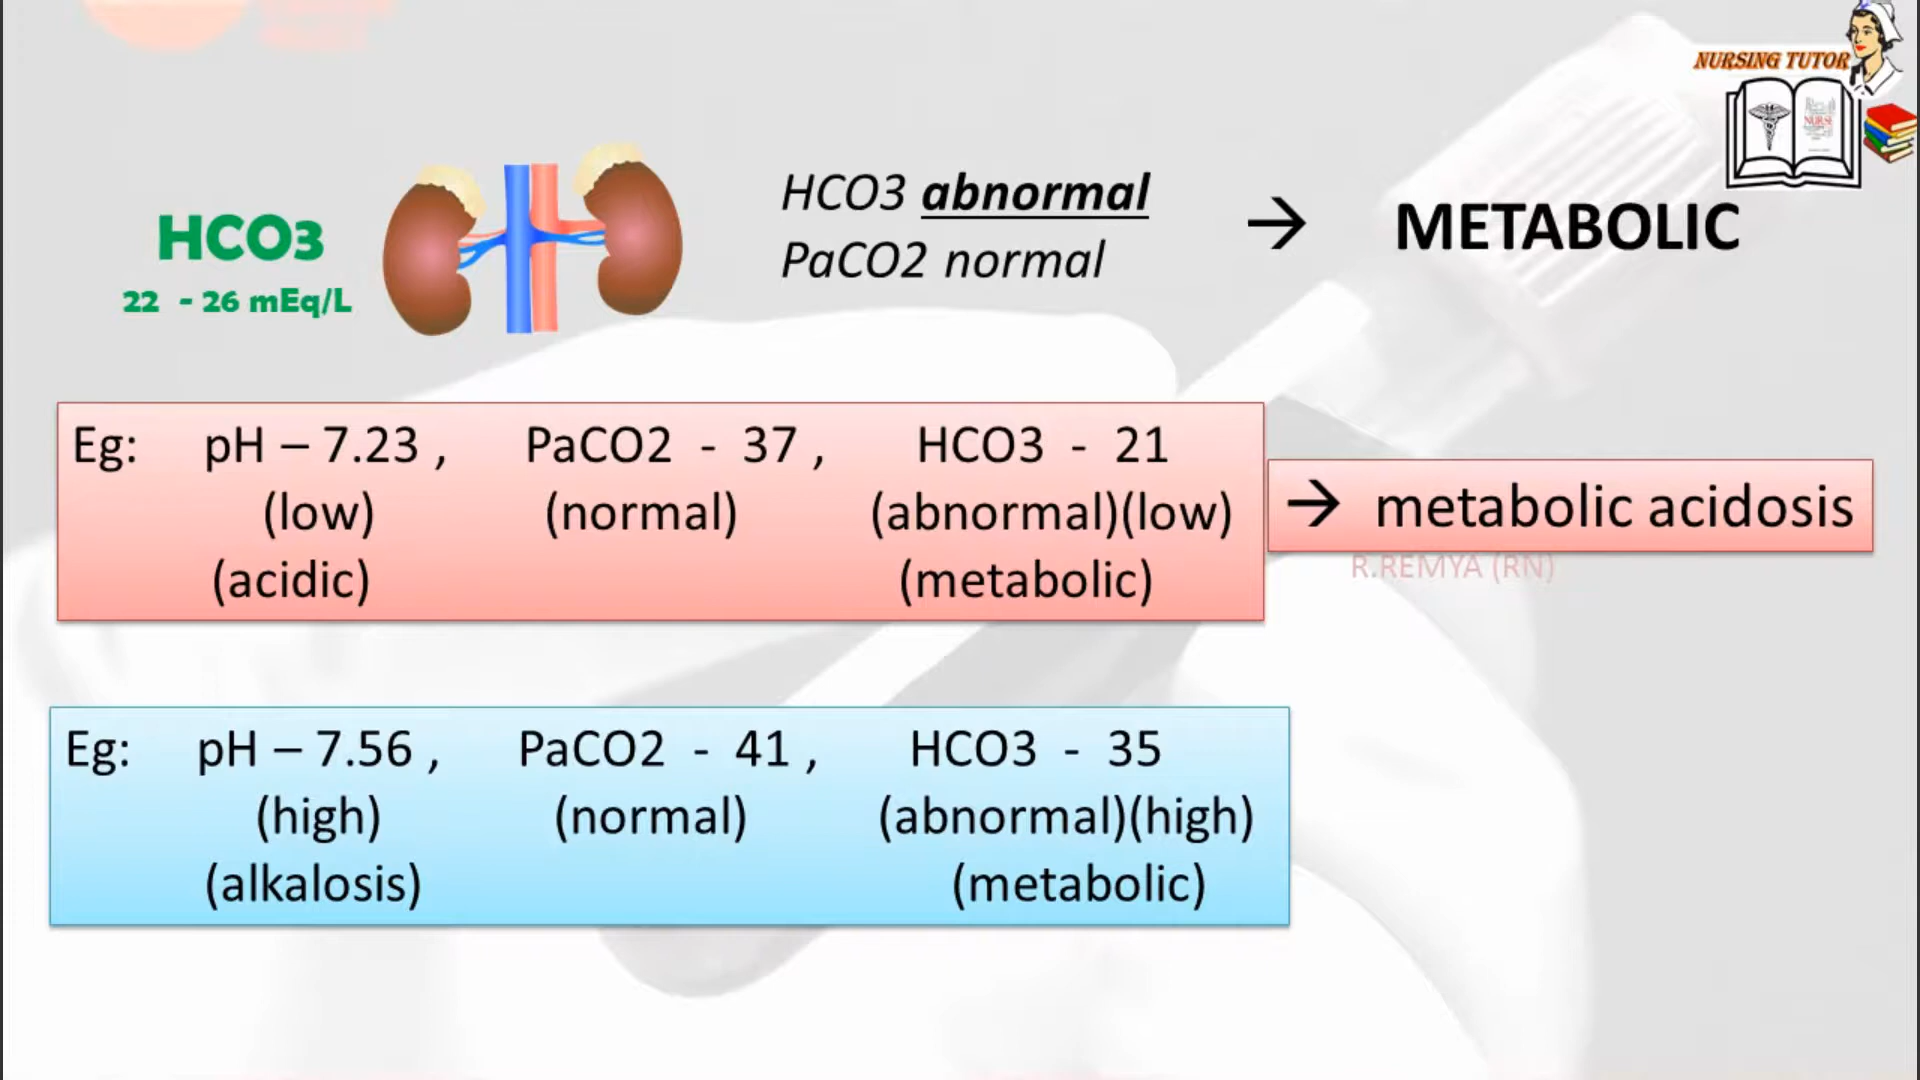 NURSING TUTOR
NURSE
HCO3
22 - 26 mEq/L
HCO3 abnormal
PaCO2 normal
→ METABOLIC
Eg: pH – 7.23 , PaCO2 - 37 , HCO3 - 21
(low) (normal) (abnormal)(low)
(acidic) (metabolic)
→ metabolic acidosis
R.REMYA (RN)
Eg: pH – 7.56 , PaCO2 - 41 , HCO3 - 35
(high) (normal) (abnormal)(high)
(alkalosis) (metabolic)